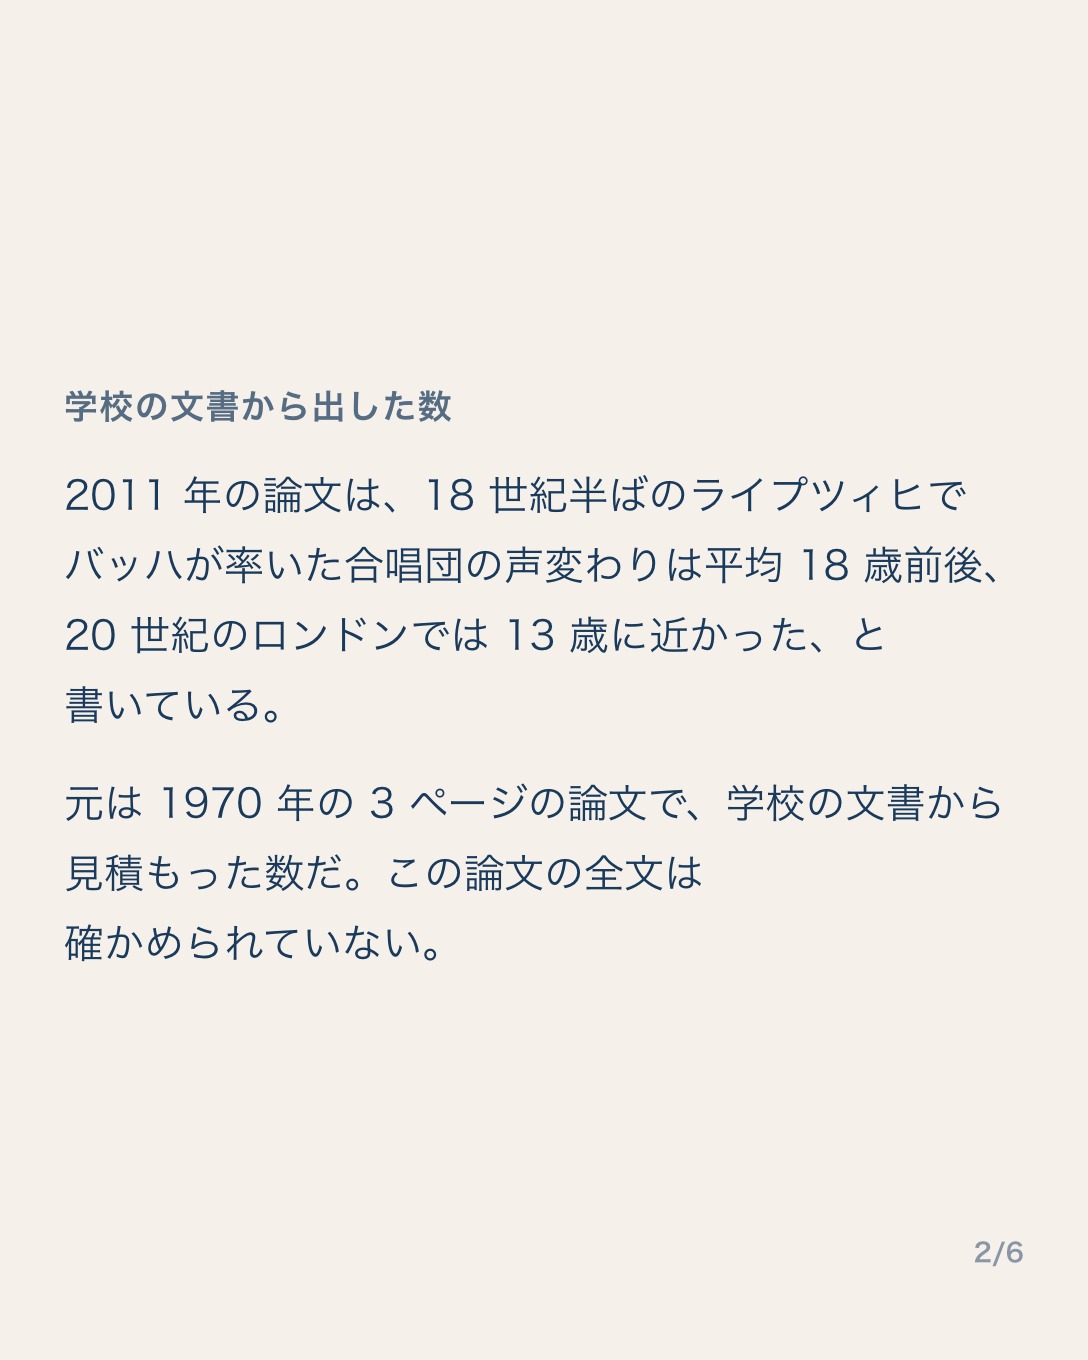 学校の文書から出した数
2011 年の論文は、18 世紀半ばのライプツィヒで
バッハが率いた合唱団の声変わりは平均 18 歳前後、
20 世紀のロンドンでは 13 歳に近かった、と
書いている。
元は 1970 年の 3 ページの論文で、学校の文書から
見積もった数だ。この論文の全文は
確かめられていない。
2/6